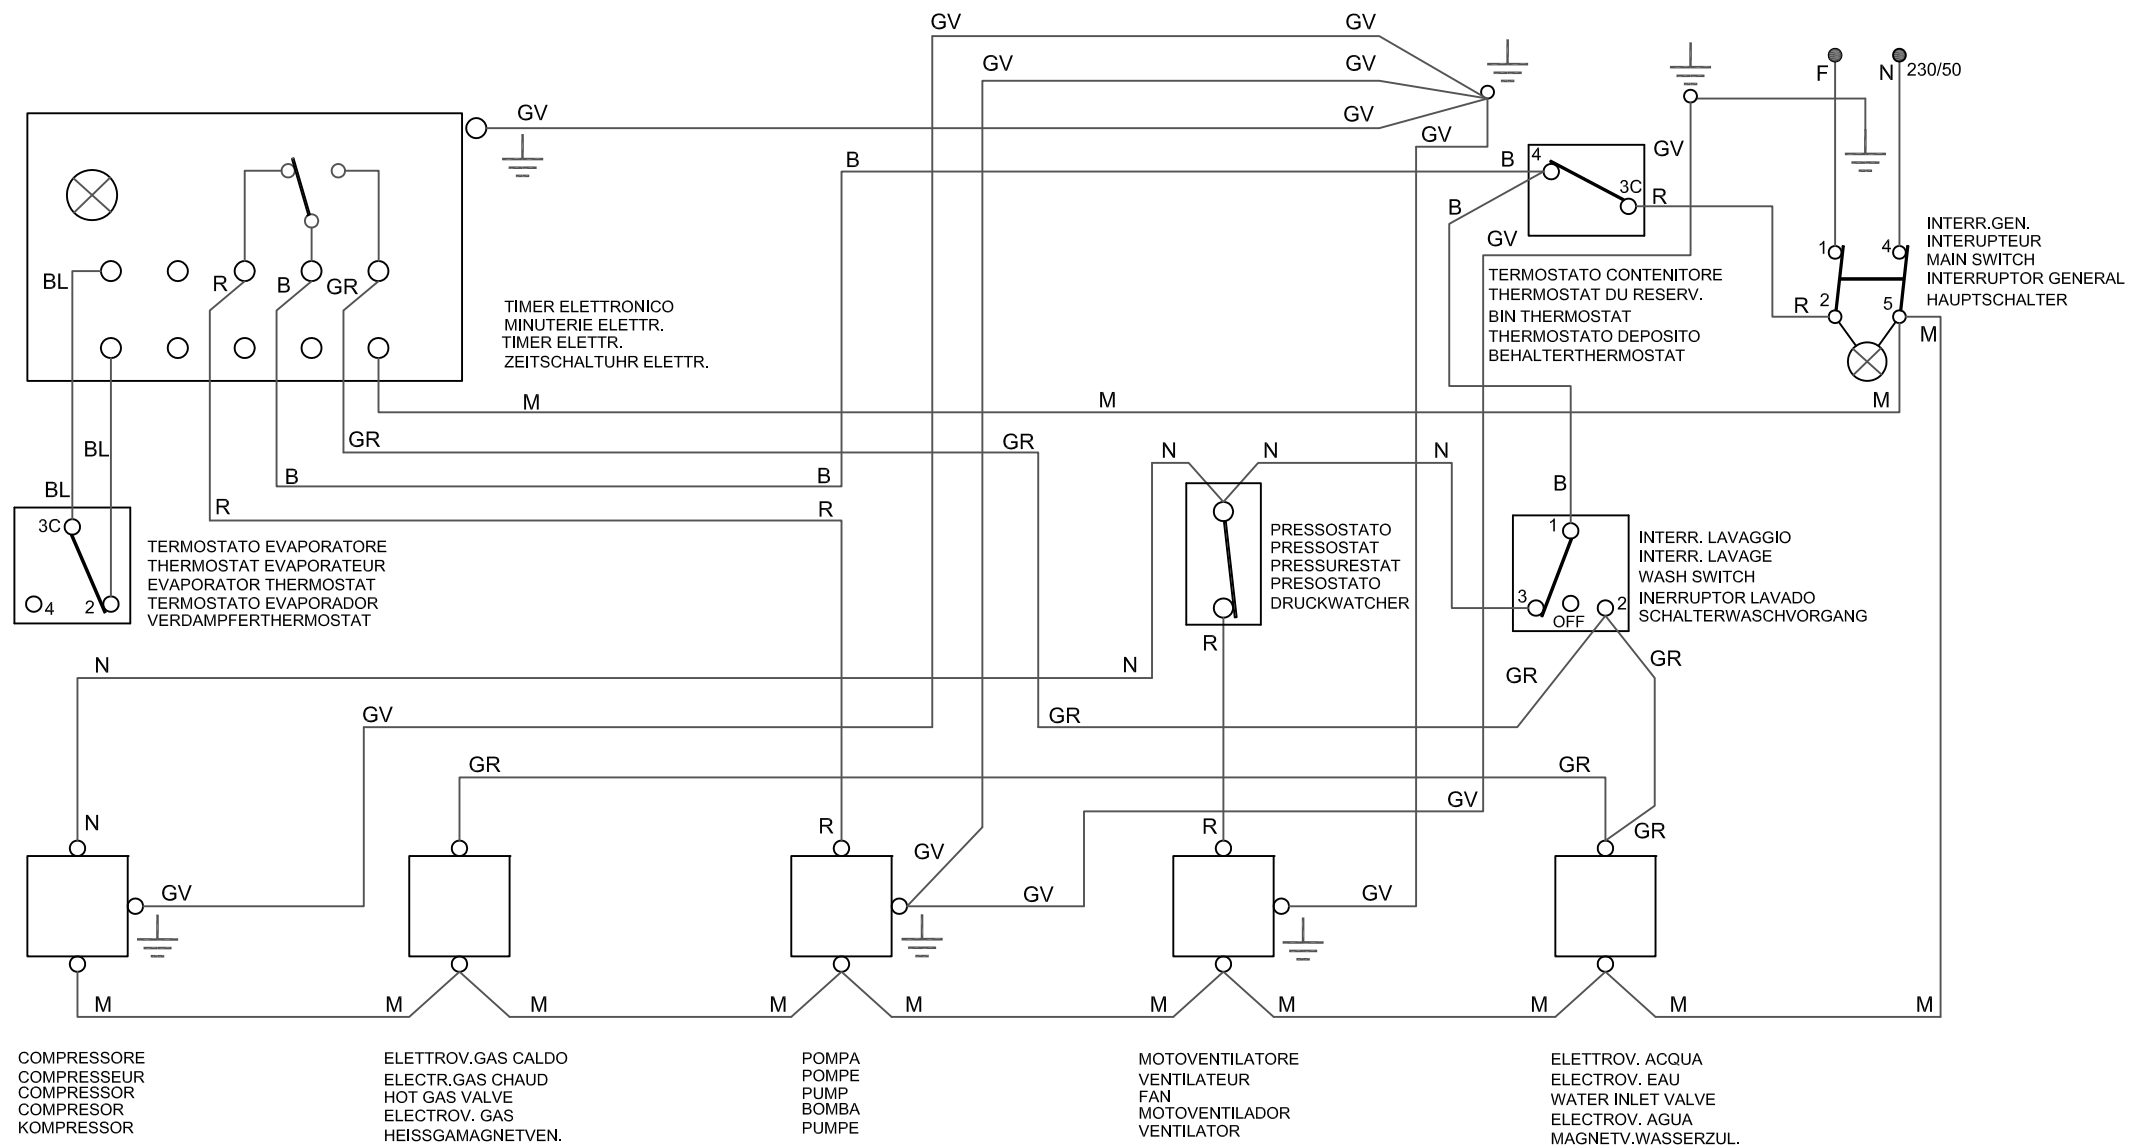 GV
GV
GV
GV
F
N
230/50
GV
GV
GV
B
B
4
GV
3C
R
B
GV
1
4
INTERR.GEN.
INTERUPTEUR
MAIN SWITCH
INTERRUPTOR GENERAL
HAUPTSCHALTER
BL
R
B
GR
R
2
5
M
TIMER ELETTRONICO
MINUTERIE ELETTR.
TIMER ELETTR.
ZEITSCHALTUHR ELETTR.
TERMOSTATO CONTENITORE
THERMOSTAT DU RESERV.
BIN THERMOSTAT
THERMOSTATO DEPOSITO
BEHALTERTHERMOSTAT
M
M
M
GR
GR
BL
N
N
N
B
B
BL
B
R
R
3C
4
2
TERMOSTATO EVAPORATORE
THERMOSTAT EVAPORATEUR
EVAPORATOR THERMOSTAT
TERMOSTATO EVAPORADOR
VERDAMPFERTHERMOSTAT
PRESSOSTATO
PRESSOSTAT
PRESSURESTAT
PRESOSTATO
DRUCKWATCHER
1
3
OFF
2
INTERR. LAVAGGIO
INTERR. LAVAGE
WASH SWITCH
INERRUPTOR LAVADO
SCHALTERWASCHVORGANG
R
N
N
GR
GR
GV
GR
GR
GR
GV
N
R
R
GR
GV
GV
GV
GV
M
M
M
M
M
M
M
M
M
M
COMPRESSORE
COMPRESSEUR
COMPRESSOR
COMPRESOR
KOMPRESSOR
ELETTROV.GAS CALDO
ELECTR.GAS CHAUD
HOT GAS VALVE
ELECTROV. GAS
HEISSGAMAGNETVEN.
POMPA
POMPE
PUMP
BOMBA
PUMPE
MOTOVENTILATORE
VENTILATEUR
FAN
MOTOVENTILADOR
VENTILATOR
ELETTROV. ACQUA
ELECTROV. EAU
WATER INLET VALVE
ELECTROV. AGUA
MAGNETV.WASSERZUL.